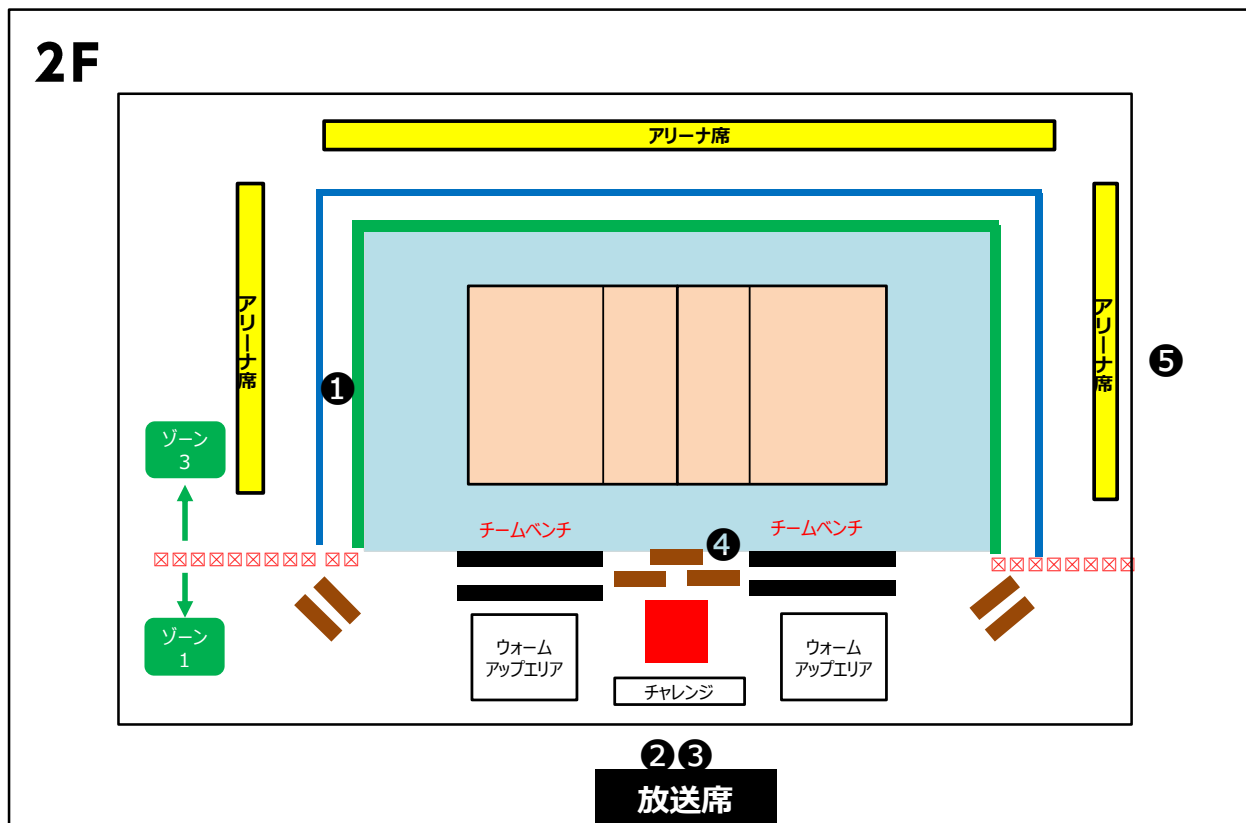 2F
アリーナ席
アリーナ席
アリーナ席
❶
❺
ゾーン
3
チームベンチ
チームベンチ
❹
ゾーン
1
ウォーム
アップエリア
ウォーム
アップエリア
チャレンジ
❷❸
放送席